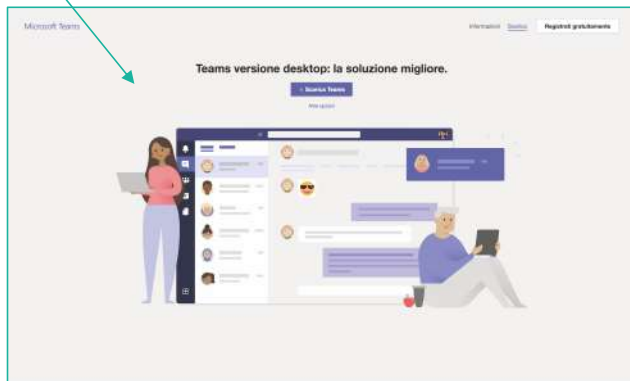 Microsoft Teams
Informazioni Scarica Registrati gratuitamente
Teams versione desktop: la soluzione migliore.
Scarica Teams